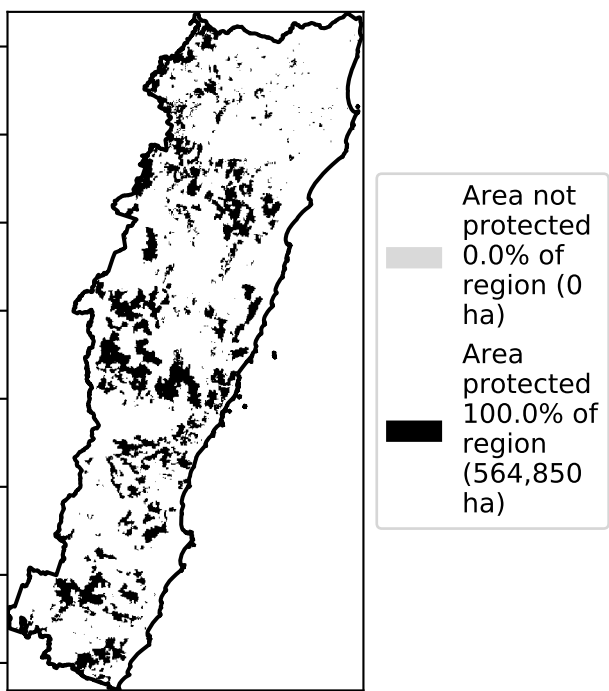 Area not
protected
0.0% of
region (0
ha)
Area
protected
100.0% of
region
(564,850
ha)